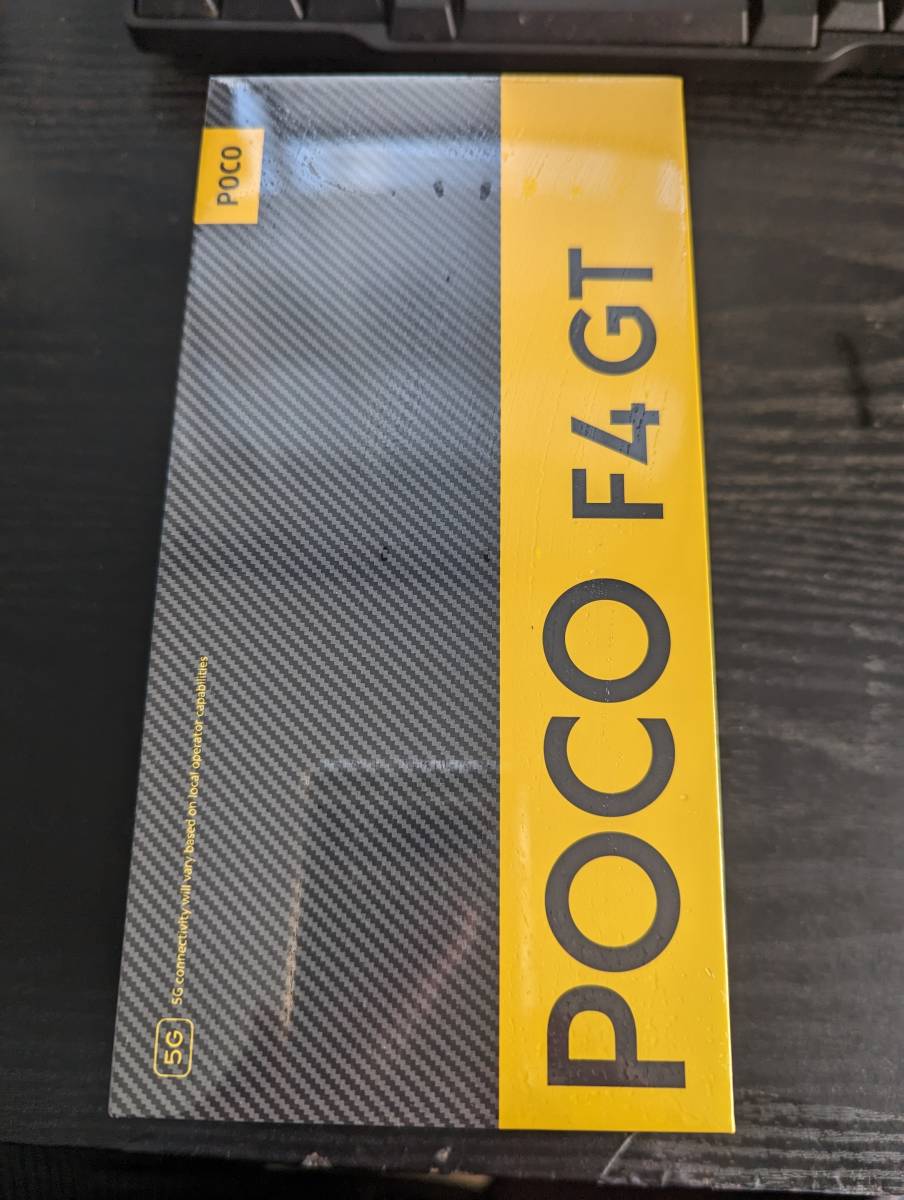 POCO
5G 5G connectivity will vary based on local operator capabilities
POCO F4 GT